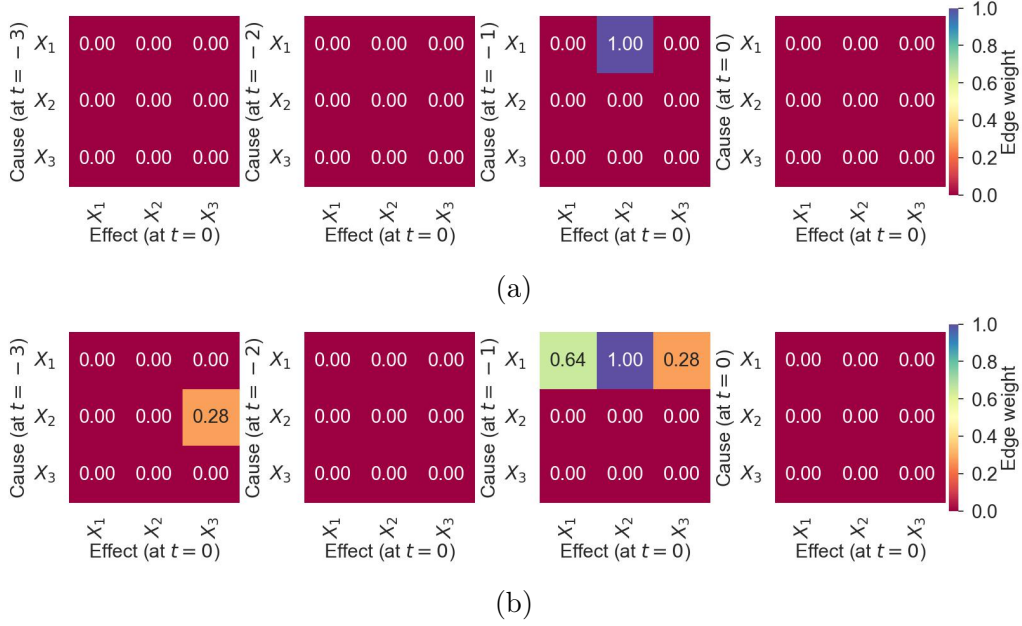 Cause (at t = −3)
X1 0.00 0.00 0.00
X2 0.00 0.00 0.00
X3 0.00 0.00 0.00
X1 X2 X3
Effect (at t = 0)
Cause (at t = −2)
X1 0.00 0.00 0.00
X2 0.00 0.00 0.00
X3 0.00 0.00 0.00
X1 X2 X3
Effect (at t = 0)
Cause (at t = −1)
X1 0.00 1.00 0.00
X2 0.00 0.00 0.00
X3 0.00 0.00 0.00
X1 X2 X3
Effect (at t = 0)
Cause (at t = 0)
X1 0.00 0.00 0.00
X2 0.00 0.00 0.00
X3 0.00 0.00 0.00
X1 X2 X3
Effect (at t = 0)
1.0
0.8
0.6
0.4
0.2
0.0
Edge weight
(a)
Cause (at t = −3)
X1 0.00 0.00 0.00
X2 0.00 0.00 0.28
X3 0.00 0.00 0.00
X1 X2 X3
Effect (at t = 0)
Cause (at t = −2)
X1 0.00 0.00 0.00
X2 0.00 0.00 0.00
X3 0.00 0.00 0.00
X1 X2 X3
Effect (at t = 0)
Cause (at t = −1)
X1 0.64 1.00 0.28
X2 0.00 0.00 0.00
X3 0.00 0.00 0.00
X1 X2 X3
Effect (at t = 0)
Cause (at t = 0)
X1 0.00 0.00 0.00
X2 0.00 0.00 0.00
X3 0.00 0.00 0.00
X1 X2 X3
Effect (at t = 0)
1.0
0.8
0.6
0.4
0.2
0.0
Edge weight
(b)